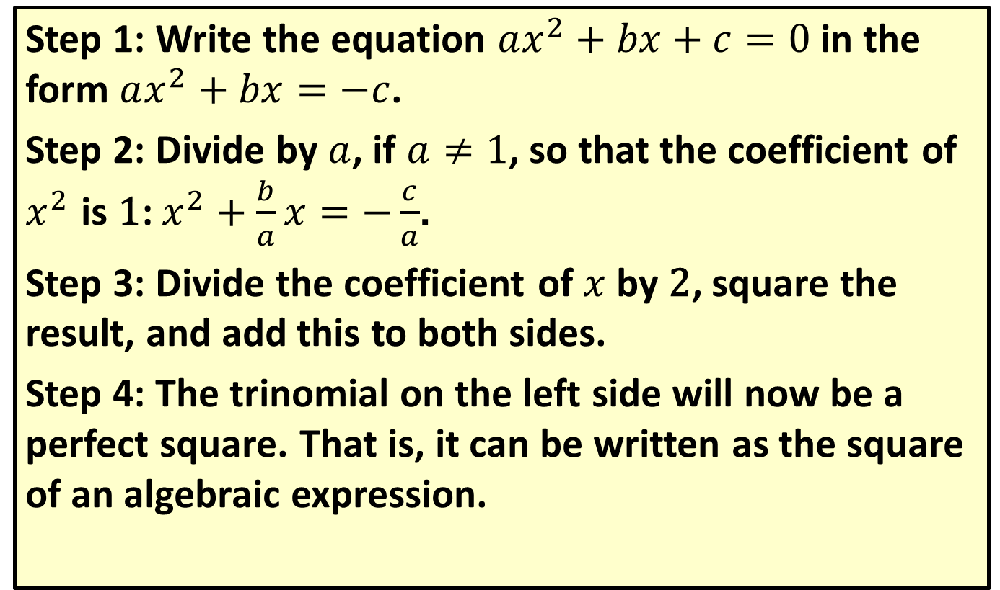 Step 1: Write the equation $ax^2 + bx + c = 0$ in the
form $ax^2 + bx = -c$.
Step 2: Divide by $a$, if $a \neq 1$, so that the coefficient of
$x^2$ is $1$: $x^2 + \frac{b}{a}x = -\frac{c}{a}$.
Step 3: Divide the coefficient of $x$ by $2$, square the
result, and add this to both sides.
Step 4: The trinomial on the left side will now be a
perfect square. That is, it can be written as the square
of an algebraic expression.